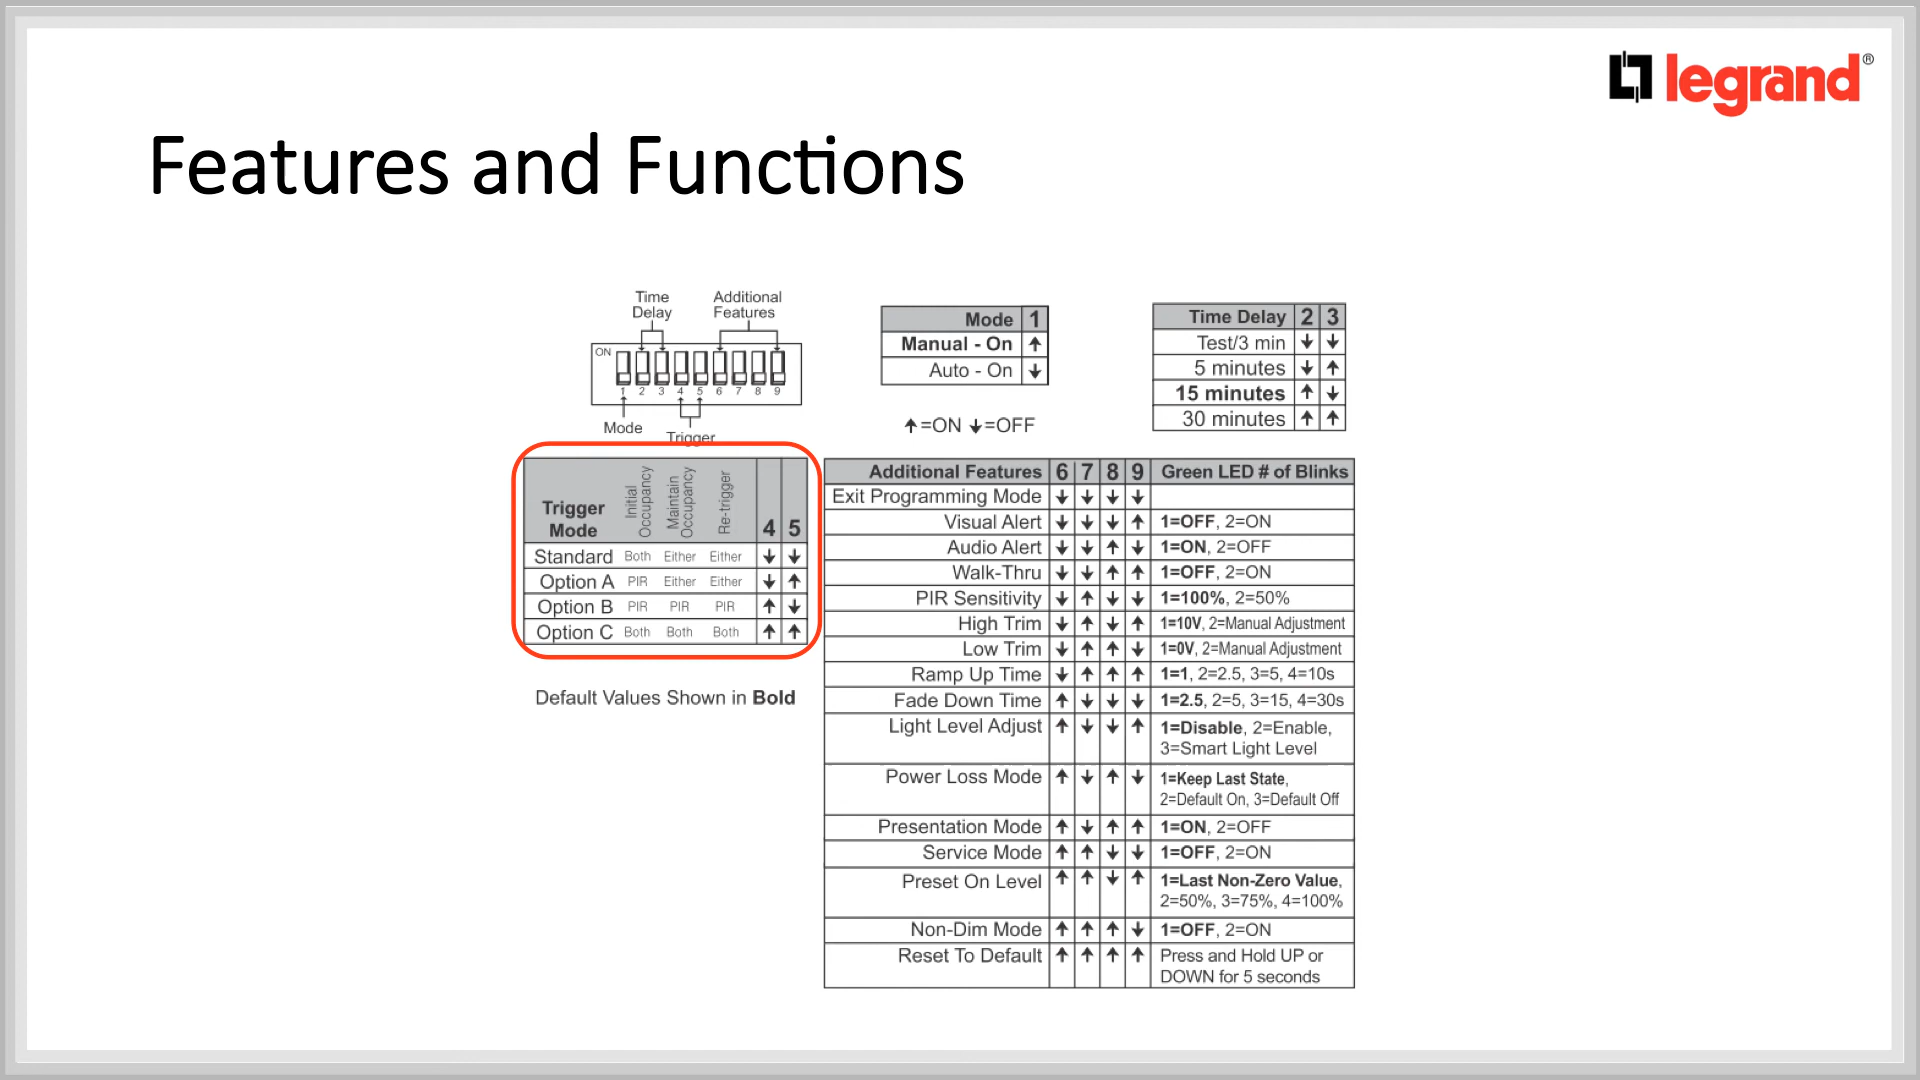 legrand®
Features and Functions
Time Delay
Additional Features
ON
1 2 3 4 5 6 7 8 9
Mode
Trigger
Mode 1
Manual - On ↑
Auto - On ↓
↑=ON ↓=OFF
Time Delay 2 3
Test/3 min ↓ ↓
5 minutes ↓ ↑
15 minutes ↑ ↓
30 minutes ↑ ↑
Trigger Mode Initial Occupancy Maintain Occupancy Re-trigger 4 5
Standard Both Either Either ↓ ↓
Option A PIR Either Either ↓ ↑
Option B PIR PIR PIR ↑ ↓
Option C Both Both Both ↑ ↑
Default Values Shown in Bold
Additional Features 6 7 8 9 Green LED # of Blinks
Exit Programming Mode ↓ ↓ ↓ ↓
Visual Alert ↓ ↓ ↓ ↑ 1=OFF, 2=ON
Audio Alert ↓ ↓ ↑ ↓ 1=ON, 2=OFF
Walk-Thru ↓ ↓ ↑ ↑ 1=OFF, 2=ON
PIR Sensitivity ↓ ↑ ↓ ↓ 1=100%, 2=50%
High Trim ↓ ↑ ↓ ↑ 1=10V, 2=Manual Adjustment
Low Trim ↓ ↑ ↑ ↓ 1=0V, 2=Manual Adjustment
Ramp Up Time ↓ ↑ ↑ ↑ 1=1, 2=2.5, 3=5, 4=10s
Fade Down Time ↑ ↓ ↓ ↓ 1=2.5, 2=5, 3=15, 4=30s
Light Level Adjust ↑ ↓ ↓ ↑ 1=Disable, 2=Enable,
3=Smart Light Level
Power Loss Mode ↑ ↓ ↑ ↓ 1=Keep Last State,
2=Default On, 3=Default Off
Presentation Mode ↑ ↓ ↑ ↑ 1=ON, 2=OFF
Service Mode ↑ ↑ ↓ ↓ 1=OFF, 2=ON
Preset On Level ↑ ↑ ↓ ↑ 1=Last Non-Zero Value,
2=50%, 3=75%, 4=100%
Non-Dim Mode ↑ ↑ ↑ ↓ 1=OFF, 2=ON
Reset To Default ↑ ↑ ↑ ↑ Press and Hold UP or
DOWN for 5 seconds